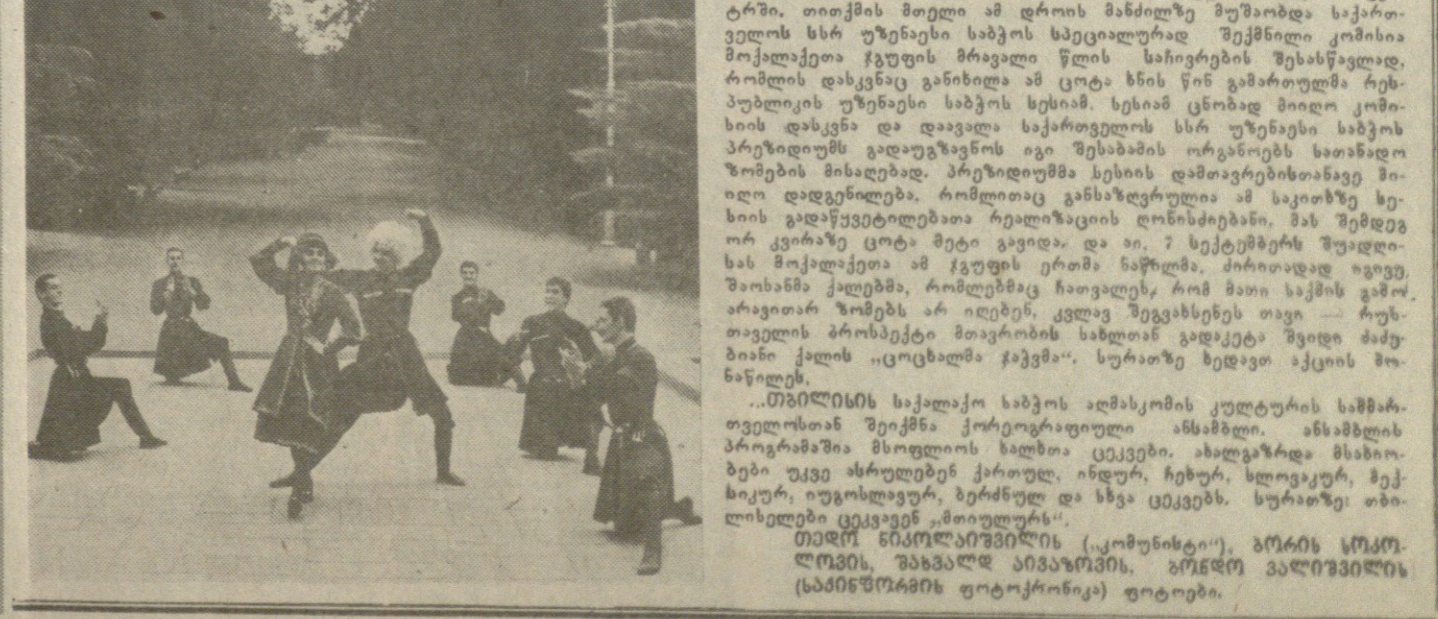 ტრში. თითქმის მთელი ამ დროის მანძილზე მუშაობდა საქართ-
ველოს სსრ უზენაესი საბჭოს სპეციალურად შექმნილი კომისია
მოქალაქეთა ჯგუფის მრავალი წლის საჩივრების შესასწავლად,
რომლის დასკვნაც განიხილა ამ ცოტა ხნის წინ გამართულმა რეს-
პუბლიკის უზენაესი საბჭოს სესიამ. სესიამ ცნობად მიიღო კომი-
სიის დასკვნა და დაავალა საქართველოს სსრ უზენაესი საბჭოს
პრეზიდიუმს გადაუგზავნოს იგი შესაბამის ორგანოებს სათანადო
ზომების მისაღებად. პრეზიდიუმმა სესიის დამთავრებისთანავე მი-
იღო დადგენილება, რომლითაც განსაზღვრულია ამ საკითხზე სე-
სიის გადაწყვეტილებათა რეალიზაციის ღონისძიებანი. მას შემდეგ
ორ კვირაზე ცოტა მეტი გავიდა. და აი, 7 სექტემბერს შუადღი-
სას მოქალაქეთა ამ ჯგუფის ერთმა ნაწილმა, ძირითადად იგივე
შაოსანმა ქალებმა, რომლებმაც ჩათვალეს, რომ მათი საქმის გამო
არავითარ ზომებს არ იღებენ, კვლავ შეგვახსენეს თავი — რუს-
თაველის პროსპექტი მთავრობის სახლთან გადაკეტა შვიდი ძაძე-
ბიანი ქალის „ცოცხალმა ჯაჭვმა“. სურათზე ხედავთ აქციის მო-
ნაწილეს.
...თბილისის საქალაქო საბჭოს აღმასკომის კულტურის სამმარ-
თველოსთან შეიქმნა ქორეოგრაფიული ანსამბლი. ანსამბლის
პროგრამაშია მსოფლიოს ხალხთა ცეკვები. ახალგაზრდა მსახიო-
ბები უკვე ასრულებენ ქართულ, ინდურ, ჩეხურ, სლოვაკურ, მექ-
სიკურ, იუგოსლავურ, ბერძნულ და სხვა ცეკვებს. სურათზე: თბი-
ლისელები ცეკვავენ „მთიულურს“.
თედო ნიკოლაიშვილის („კომუნისტი“), ბორის სოკო-
ლოვის, შახვალდ აივაზოვის, ბონდო ვალიშვილის
(საქინფორმის ფოტოქრონიკა) ფოტოები.